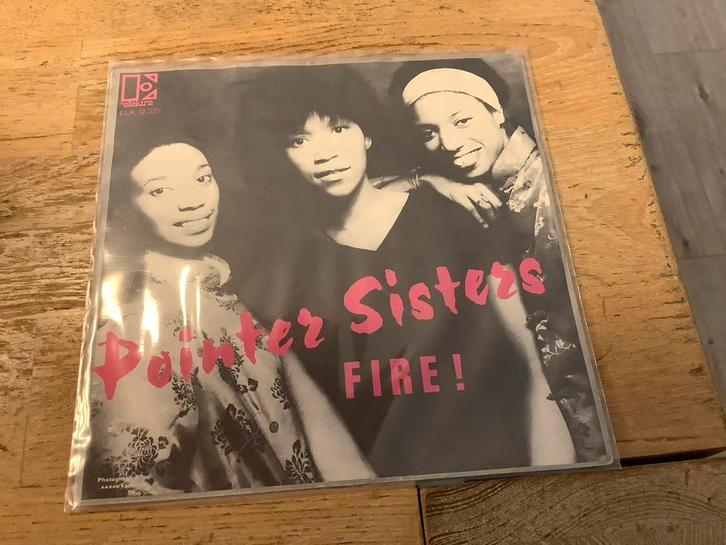 elektra
ELK 12.327
Pointer Sisters
FIRE!